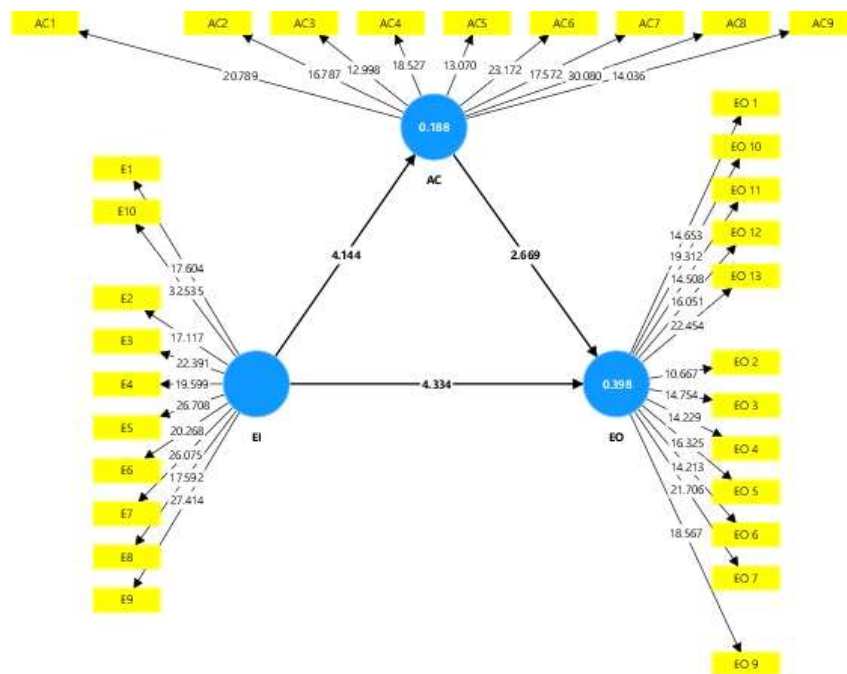 AC1 AC2 AC3 AC4 AC5 AC6 AC7 AC8 AC9
20.789 16.787 12.998 18.527 13.070 23.172 17.572 30.080 14.036
0.188
AC
EO 1
EO 10
EO 11
EO 12
EO 13
14.653
19.312
14.508
16.051
22.454
E1
E10
17.604
32.535
4.144
2.669
E2
E3
E4
E5
E6
E7
E8
E9
17.117
22.391
19.599
26.708
20.268
26.075
17.592
27.414
EI
4.334
0.398
EO
10.667
14.754
14.229
16.325
14.213
21.706
18.567
EO 2
EO 3
EO 4
EO 5
EO 6
EO 7
EO 9